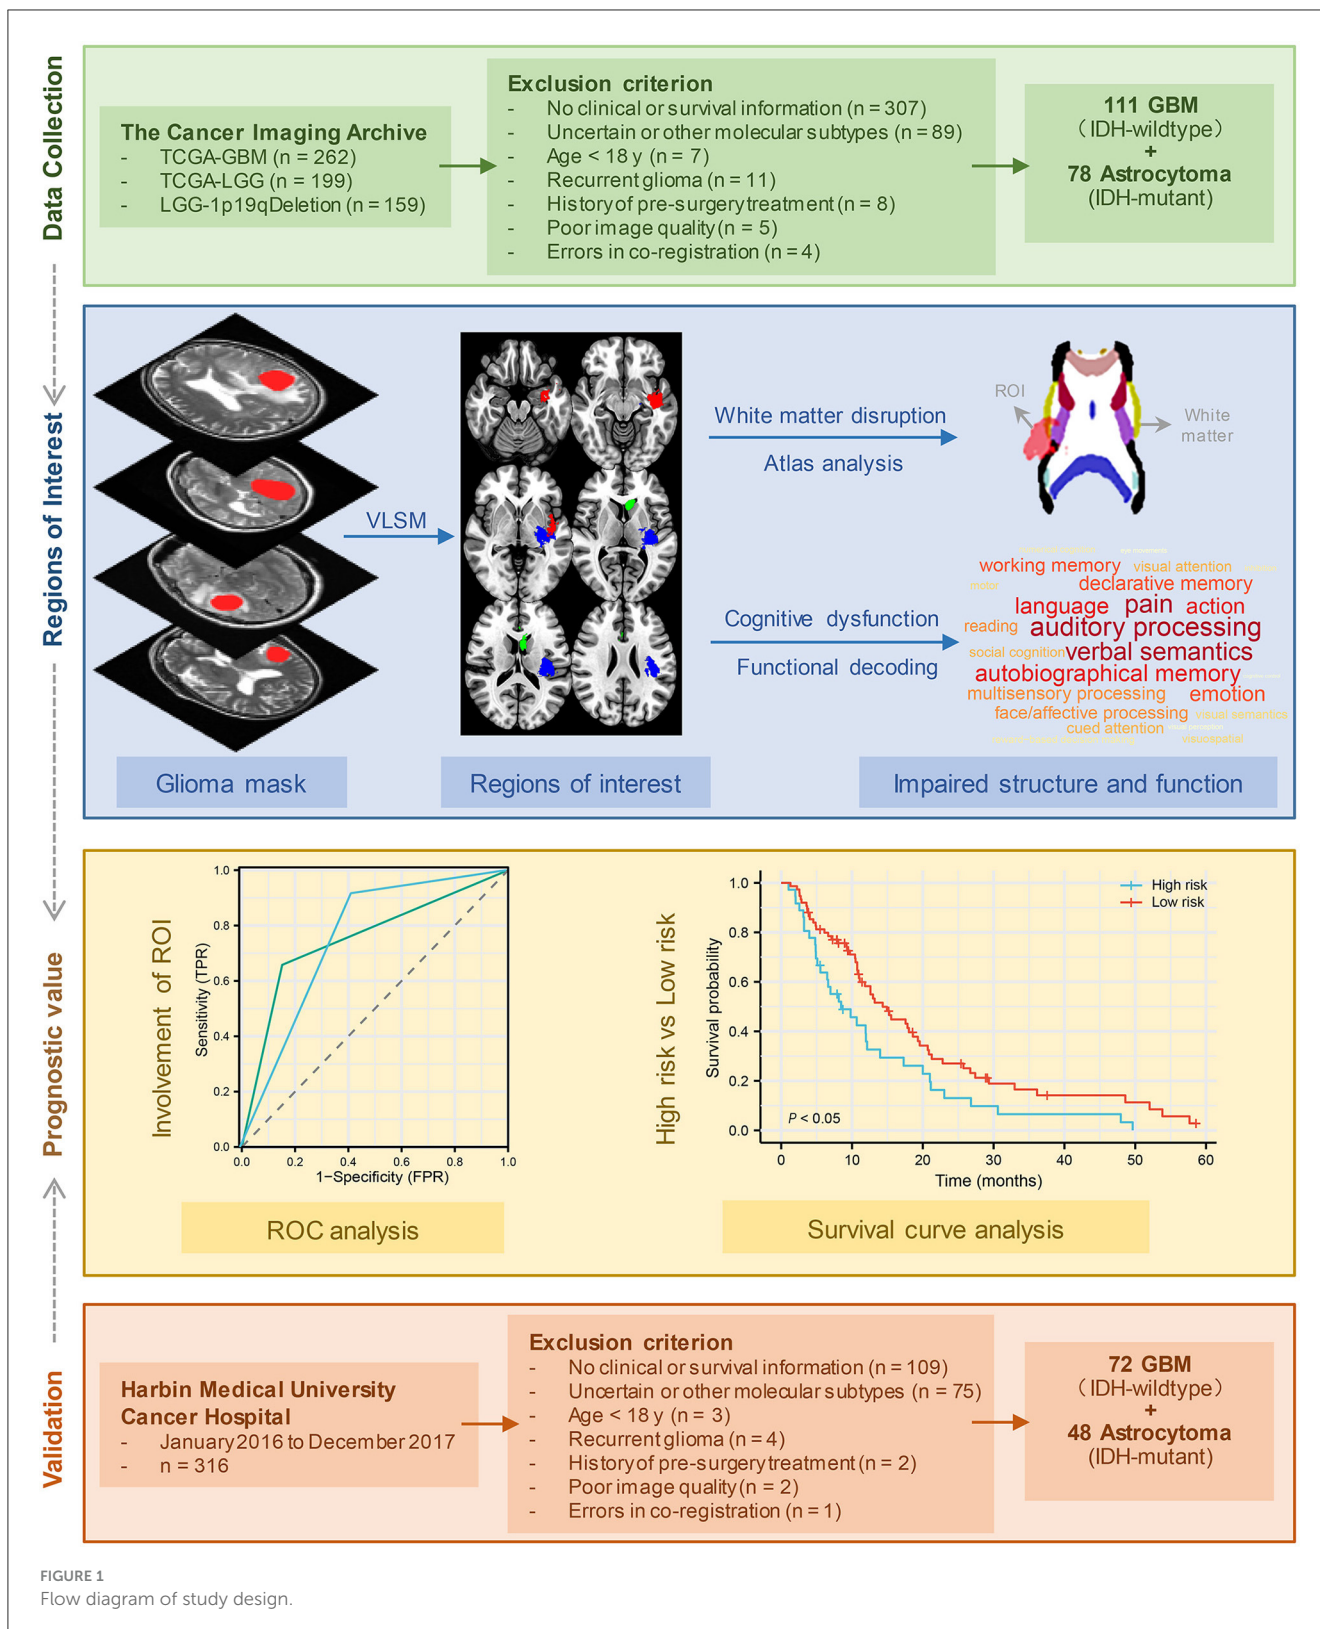 Data Collection
The Cancer Imaging Archive
- TCGA-GBM (n = 262)
- TCGA-LGG (n = 199)
- LGG-1p19qDeletion (n = 159)
Exclusion criterion
- No clinical or survival information (n = 307)
- Uncertain or other molecular subtypes (n = 89)
- Age < 18 y (n = 7)
- Recurrent glioma (n = 11)
- History of pre-surgery treatment (n = 8)
- Poor image quality (n = 5)
- Errors in co-registration (n = 4)
111 GBM
(IDH-wildtype)
+
78 Astrocytoma
(IDH-mutant)
Regions of Interest
VLSM
White matter disruption
Atlas analysis
ROI
White
matter
Cognitive dysfunction
Functional decoding
eye movements
working memory visual attention
motor declarative memory
language pain action
reading auditory processing
social cognition verbal semantics
autobiographical memory
multisensory processing emotion
face/affective processing visual semantics
cued attention visual perception
visuospatial
Glioma mask
Regions of interest
Impaired structure and function
Prognostic value
Involvement of ROI
Sensitivity (TPR)
1.0
0.8
0.6
0.4
0.2
0.0
0.0 0.2 0.4 0.6 0.8 1.0
1−Specificity (FPR)
ROC analysis
High risk vs Low risk
Survival probability
1.0
0.8
0.6
0.4
0.2
0.0
High risk
Low risk
P < 0.05
0 10 20 30 40 50 60
Time (months)
Survival curve analysis
Validation
Harbin Medical University
Cancer Hospital
- January 2016 to December 2017
- n = 316
Exclusion criterion
- No clinical or survival information (n = 109)
- Uncertain or other molecular subtypes (n = 75)
- Age < 18 y (n = 3)
- Recurrent glioma (n = 4)
- History of pre-surgery treatment (n = 2)
- Poor image quality (n = 2)
- Errors in co-registration (n = 1)
72 GBM
(IDH-wildtype)
+
48 Astrocytoma
(IDH-mutant)
FIGURE 1
Flow diagram of study design.